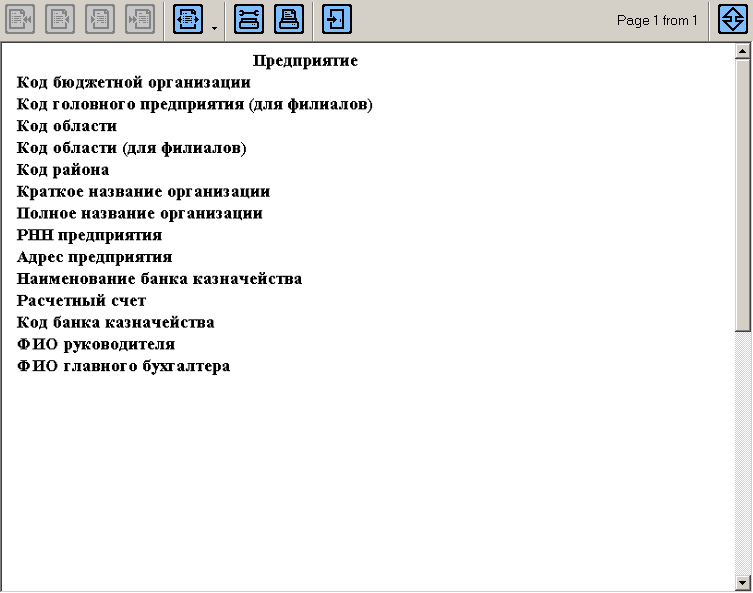 Page 1 from 1
Предприятие
Код бюджетной организации
Код головного предприятия (для филиалов)
Код области
Код области (для филиалов)
Код района
Краткое название организации
Полное название организации
РНН предприятия
Адрес предприятия
Наименование банка казначейства
Расчетный счет
Код банка казначейства
ФИО руководителя
ФИО главного бухгалтера